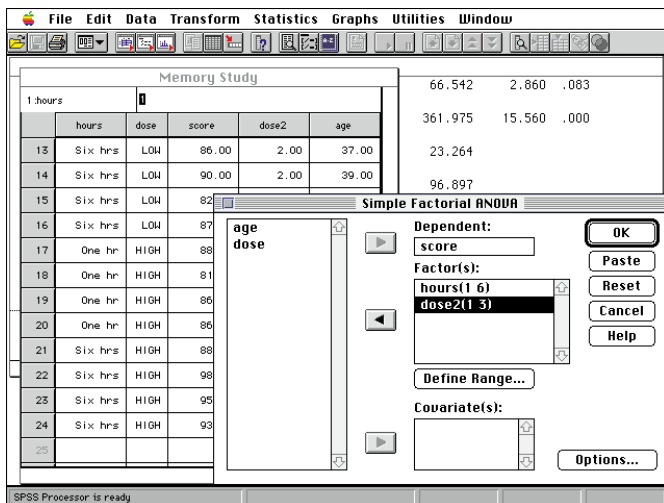 File Edit Data Transform Statistics Graphs Utilities Window
Memory Study
1:hours 1
hours dose score dose2 age
13 Six hrs LOW 86.00 2.00 37.00
14 Six hrs LOW 90.00 2.00 39.00
15 Six hrs LOW 82
16 Six hrs LOW 87
17 One hr HIGH 88
18 One hr HIGH 81
19 One hr HIGH 86
20 One hr HIGH 86
21 Six hrs HIGH 88
22 Six hrs HIGH 98
23 Six hrs HIGH 95
24 Six hrs HIGH 93
25
66.542 2.860 .083
361.975 15.560 .000
23.264
96.897
Simple Factorial ANOVA
age
dose
Dependent:
score
Factor(s):
hours(1 6)
dose2(1 3)
Define Range...
Covariate(s):
OK
Paste
Reset
Cancel
Help
Options...
SPSS Processor is ready